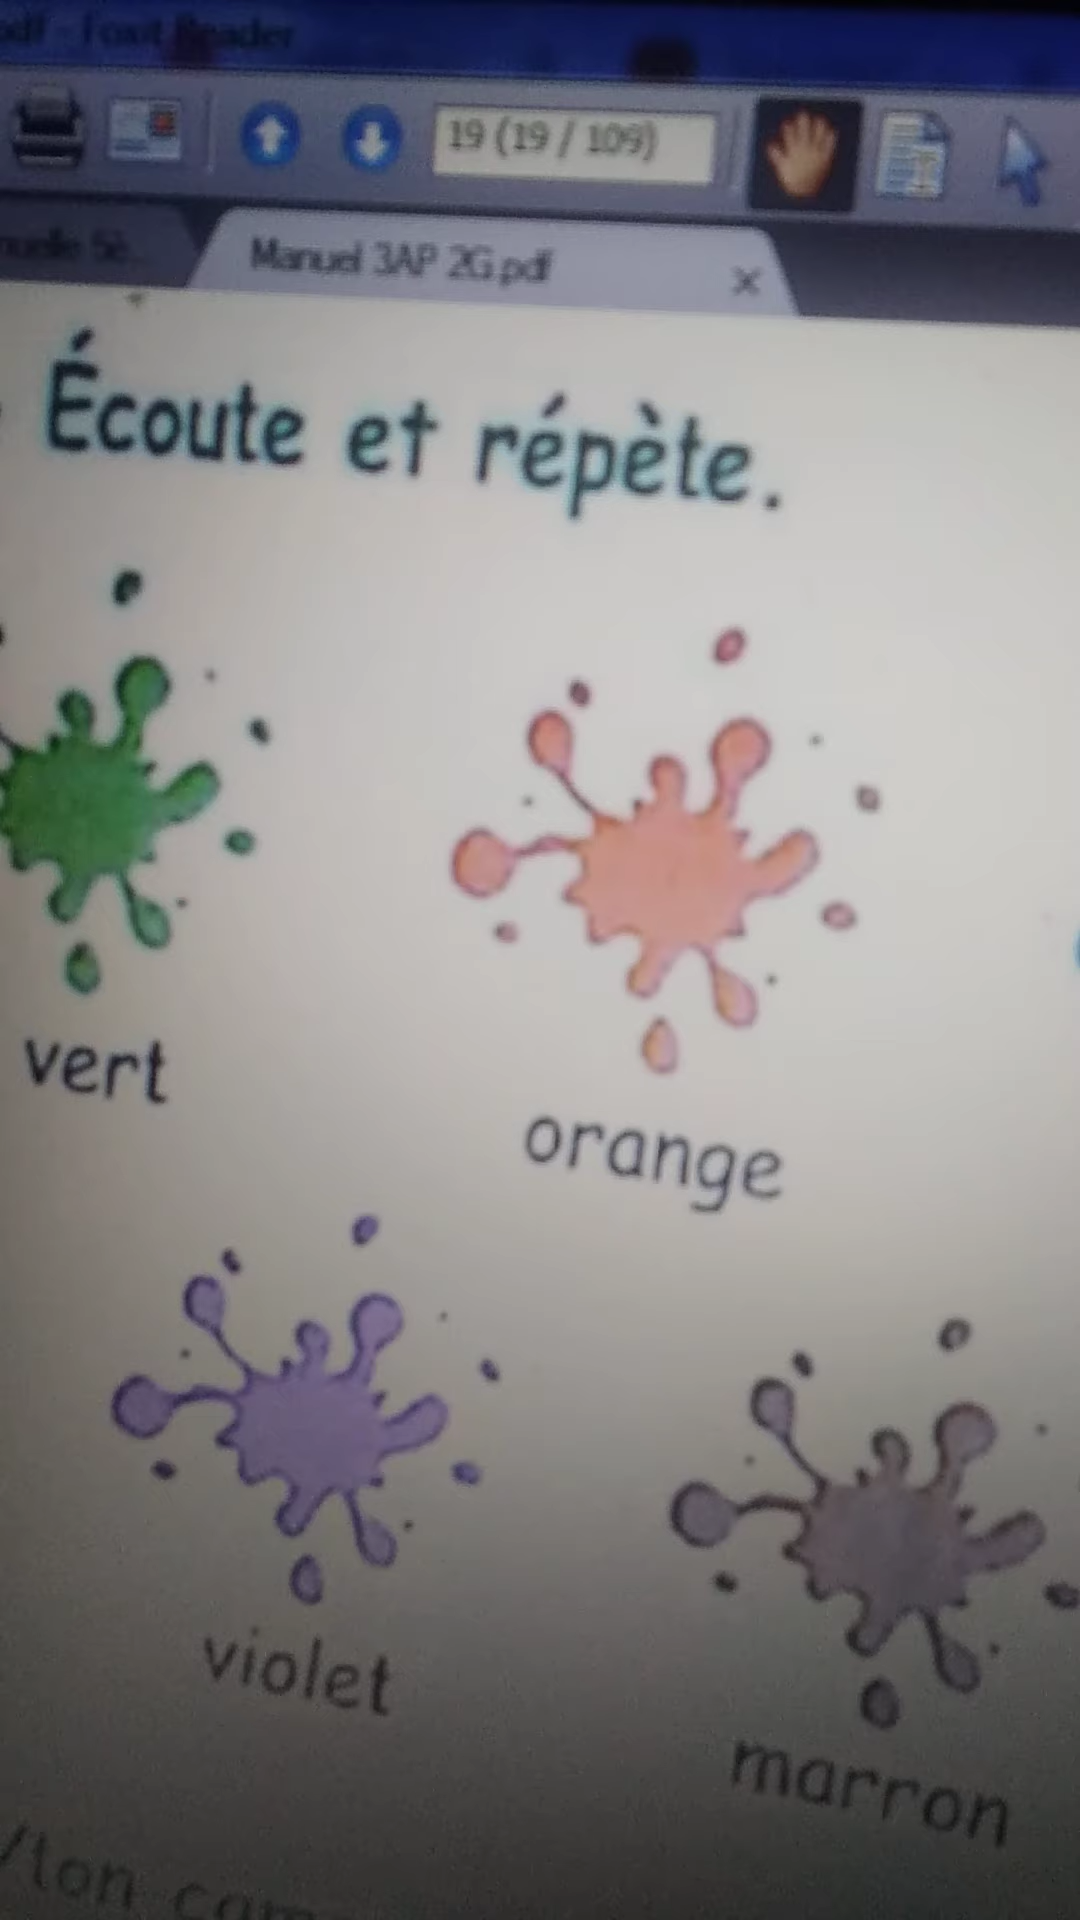 19 (19 / 109)
Manuel 3AP 2G.pdf
Écoute et répète.
vert
orange
violet
marron